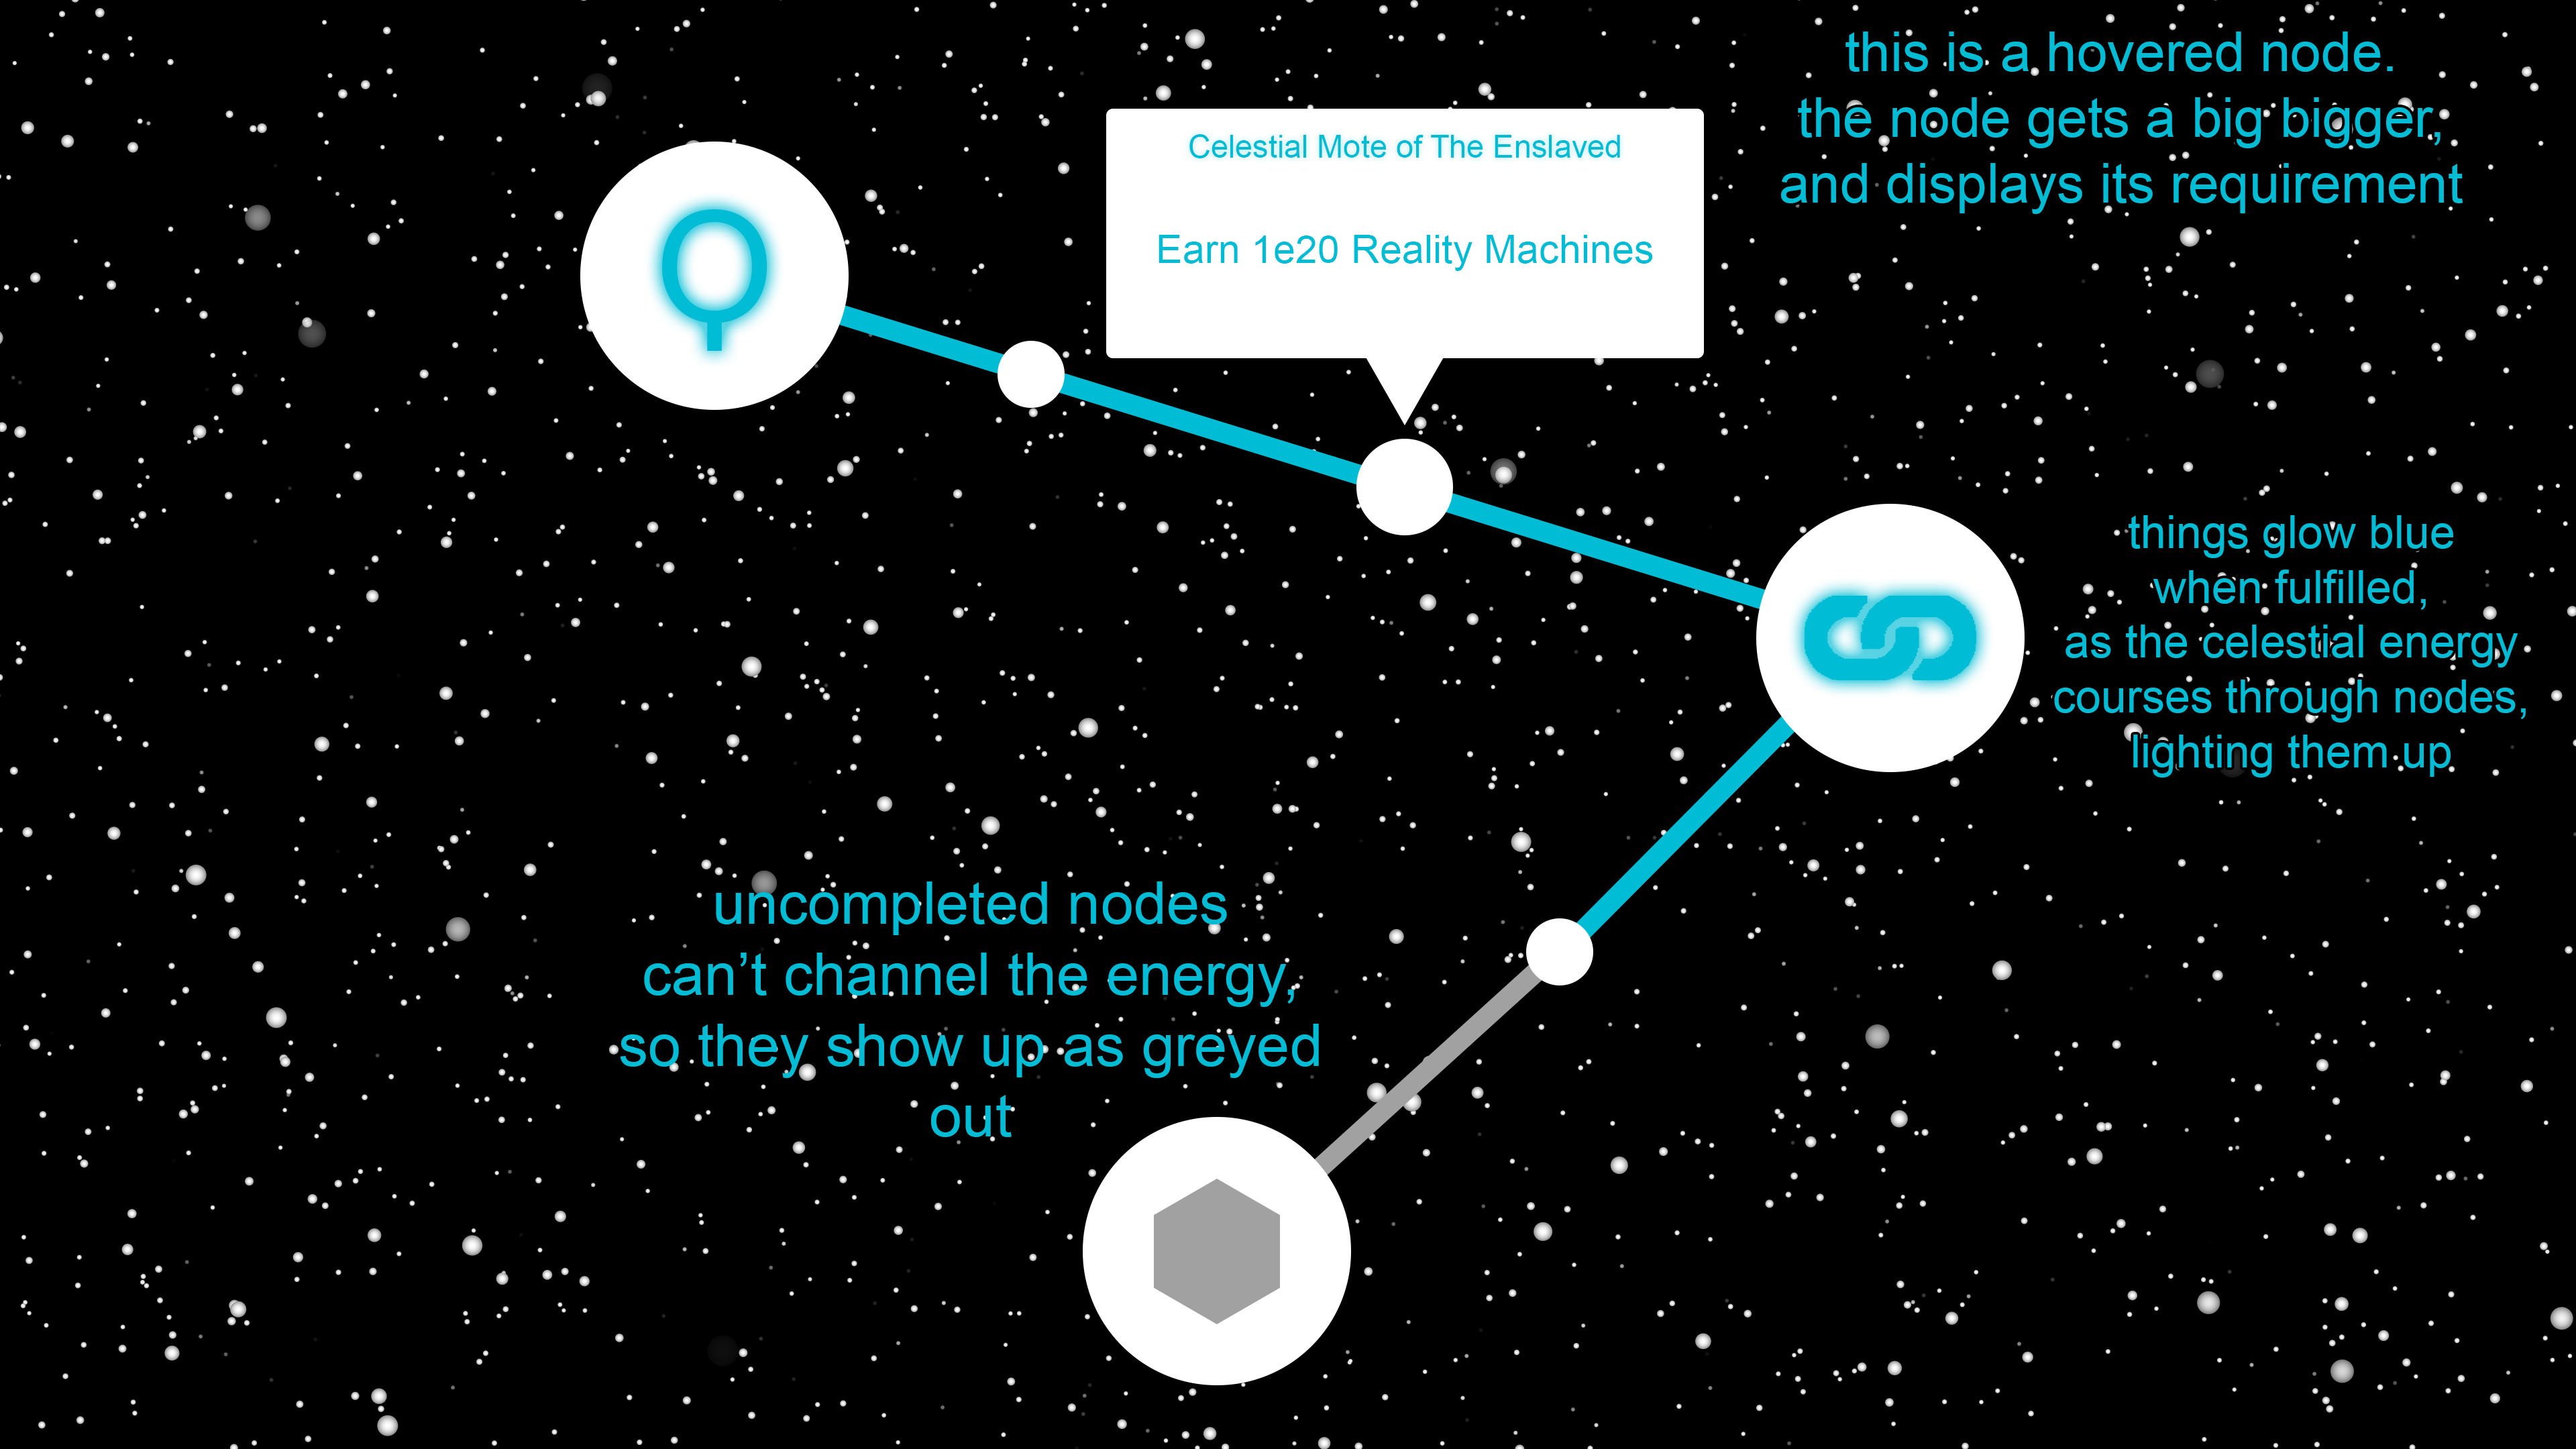 this is a hovered node.
the node gets a big bigger,
and displays its requirement
Celestial Mote of The Enslaved
Earn 1e20 Reality Machines
Ϙ
things glow blue
when fulfilled,
as the celestial energy
courses through nodes,
lighting them up
uncompleted nodes
can’t channel the energy,
so they show up as greyed
out